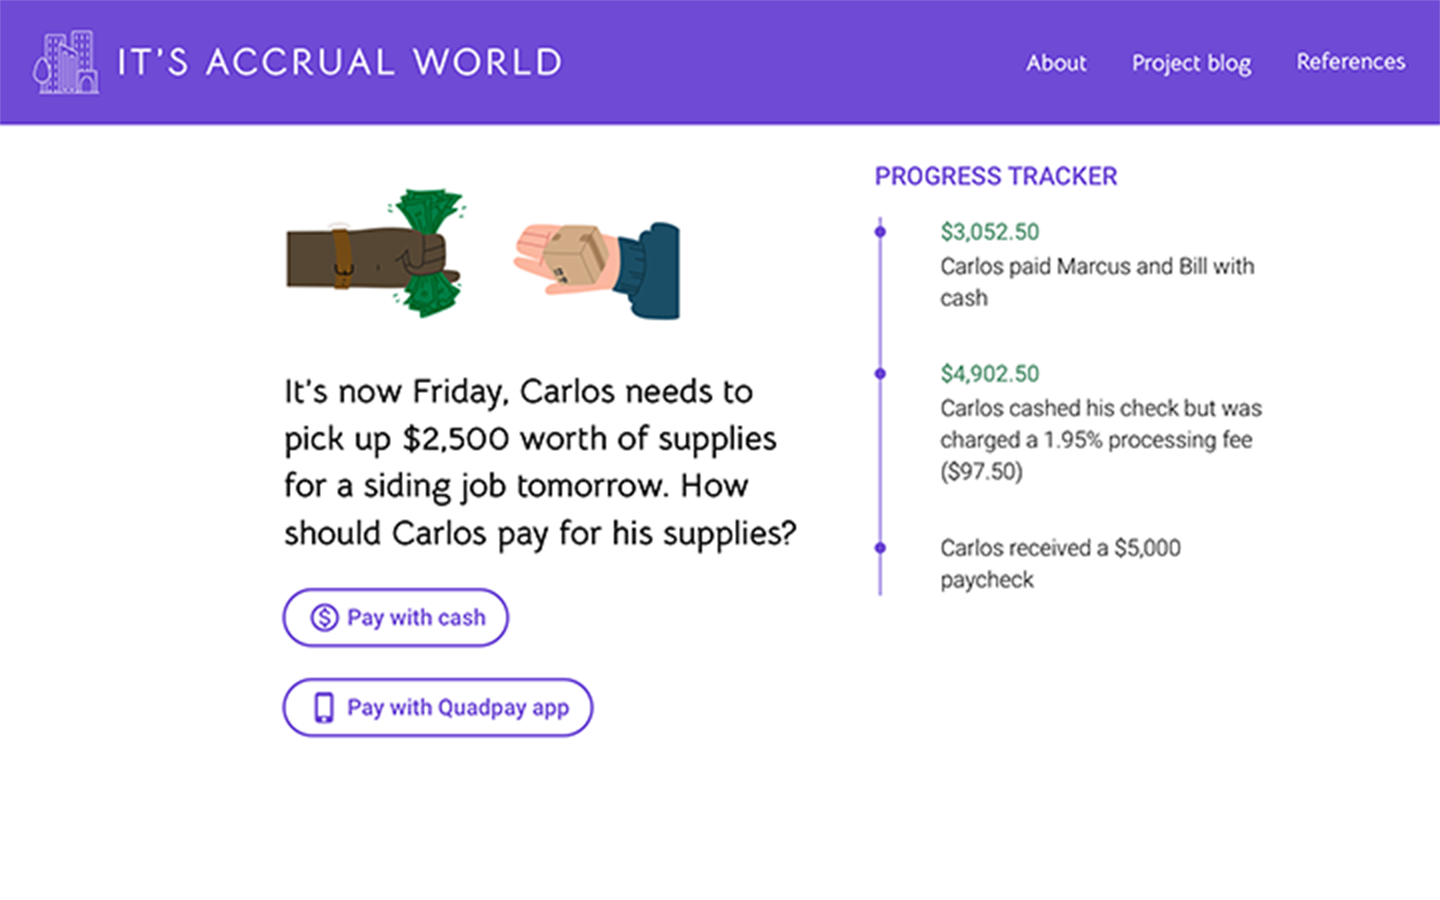 IT'S ACCRUAL WORLD
About
Project blog
References
It's now Friday, Carlos needs to
pick up $2,500 worth of supplies
for a siding job tomorrow. How
should Carlos pay for his supplies?
Pay with cash
Pay with Quadpay app
PROGRESS TRACKER
$3,052.50
Carlos paid Marcus and Bill with
cash
$4,902.50
Carlos cashed his check but was
charged a 1.95% processing fee
($97.50)
Carlos received a $5,000
paycheck